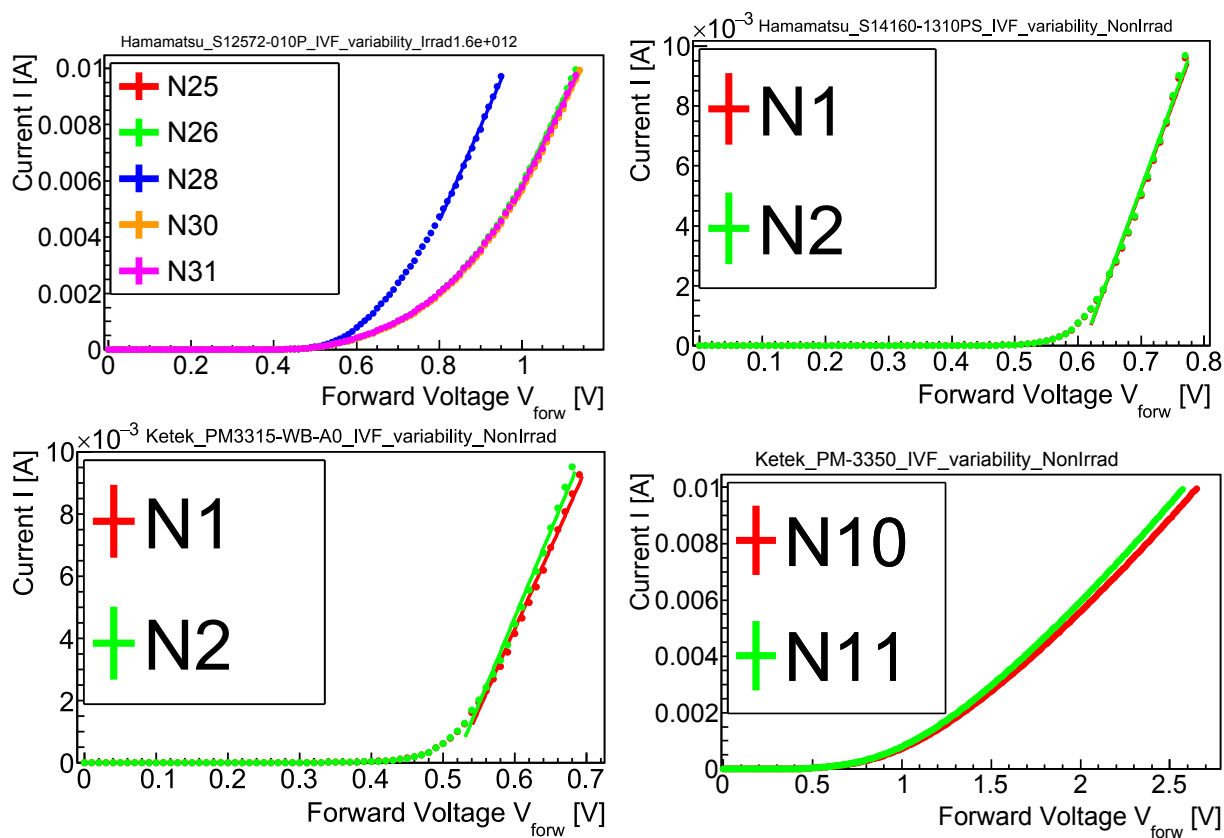 Hamamatsu_S12572-010P_IVF_variability_Irrad1.6e+012
Current I [A]
0.01
0.008
0.006
0.004
0.002
0
N25
N26
N28
N30
N31
0 0.2 0.4 0.6 0.8 1
Forward Voltage V_forw [V]
Hamamatsu_S14160-1310PS_IVF_variability_NonIrrad
×10⁻³
Current I [A]
10
8
6
4
2
0
N1
N2
0 0.1 0.2 0.3 0.4 0.5 0.6 0.7 0.8
Forward Voltage V_forw [V]
Ketek_PM3315-WB-A0_IVF_variability_NonIrrad
×10⁻³
Current I [A]
10
8
6
4
2
0
N1
N2
0 0.1 0.2 0.3 0.4 0.5 0.6 0.7
Forward Voltage V_forw [V]
Ketek_PM-3350_IVF_variability_NonIrrad
Current I [A]
0.01
0.008
0.006
0.004
0.002
0
N10
N11
0 0.5 1 1.5 2 2.5
Forward Voltage V_forw [V]